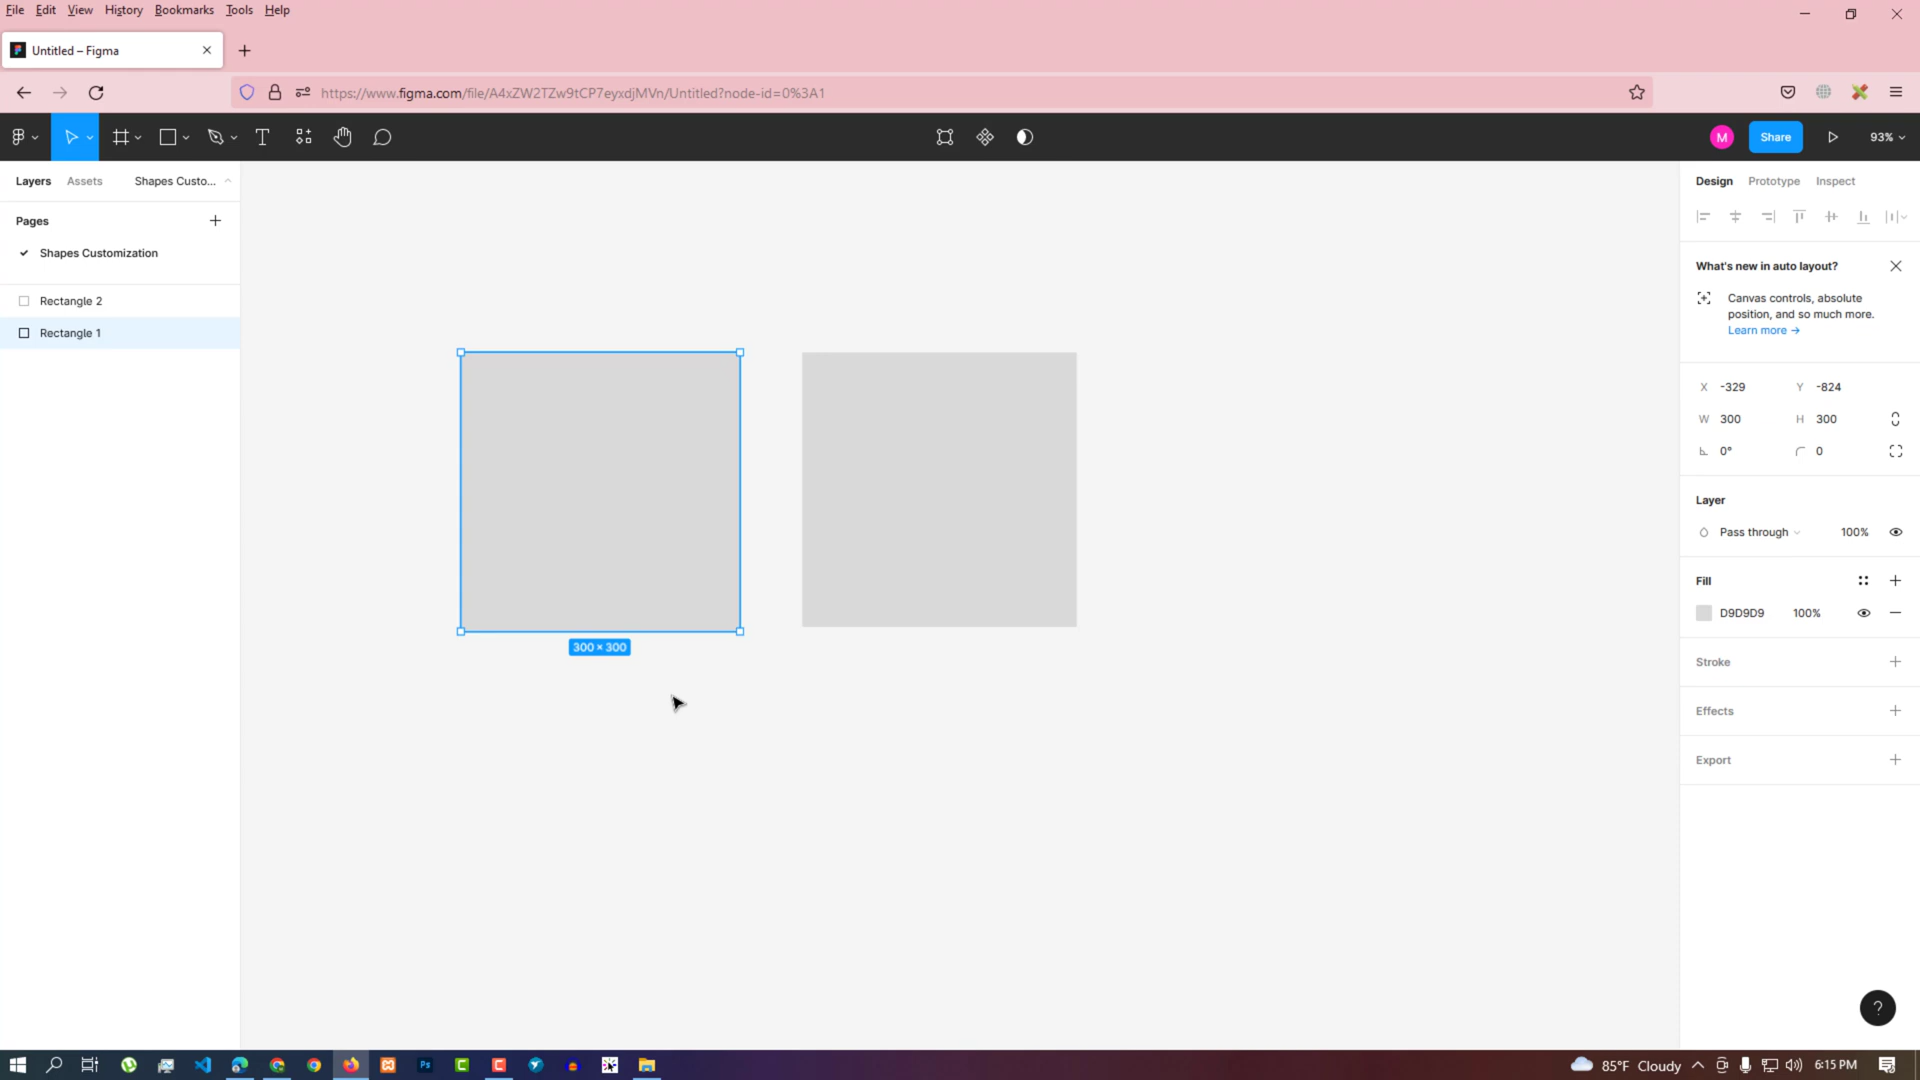 File Edit View History Bookmarks Tools Help
Untitled – Figma
https://www.figma.com/file/A4xZW2TZw9tCP7eyxdjMVn/Untitled?node-id=0%3A1
M Share 93%
Layers Assets Shapes Custo...
Design Prototype Inspect
Pages
Shapes Customization
Rectangle 2
Rectangle 1
What's new in auto layout?
Canvas controls, absolute
position, and so much more.
Learn more →
X -329 Y -824
W 300 H 300
0° 0
Layer
Pass through 100%
Fill
D9D9D9 100%
Stroke
Effects
Export
300 × 300
?
Ps
85°F Cloudy 6:15 PM